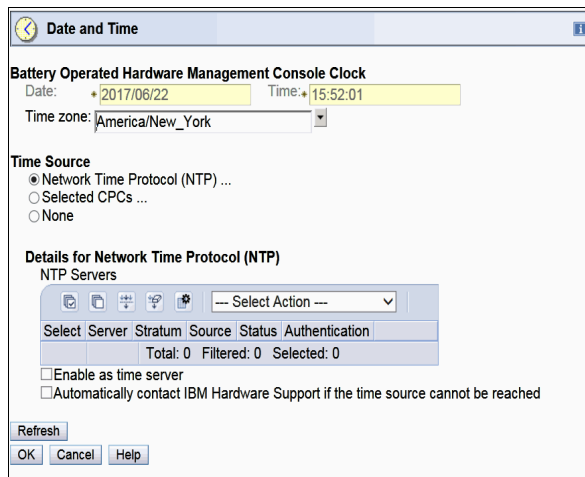 Date and Time
i
Battery Operated Hardware Management Console Clock
Date: 2017/06/22 Time: 15:52:01
Time zone: America/New_York
Time Source
Network Time Protocol (NTP) ...
Selected CPCs ...
None
Details for Network Time Protocol (NTP)
NTP Servers
--- Select Action ---
Select Server Stratum Source Status Authentication
Total: 0 Filtered: 0 Selected: 0
Enable as time server
Automatically contact IBM Hardware Support if the time source cannot be reached
Refresh
OK Cancel Help